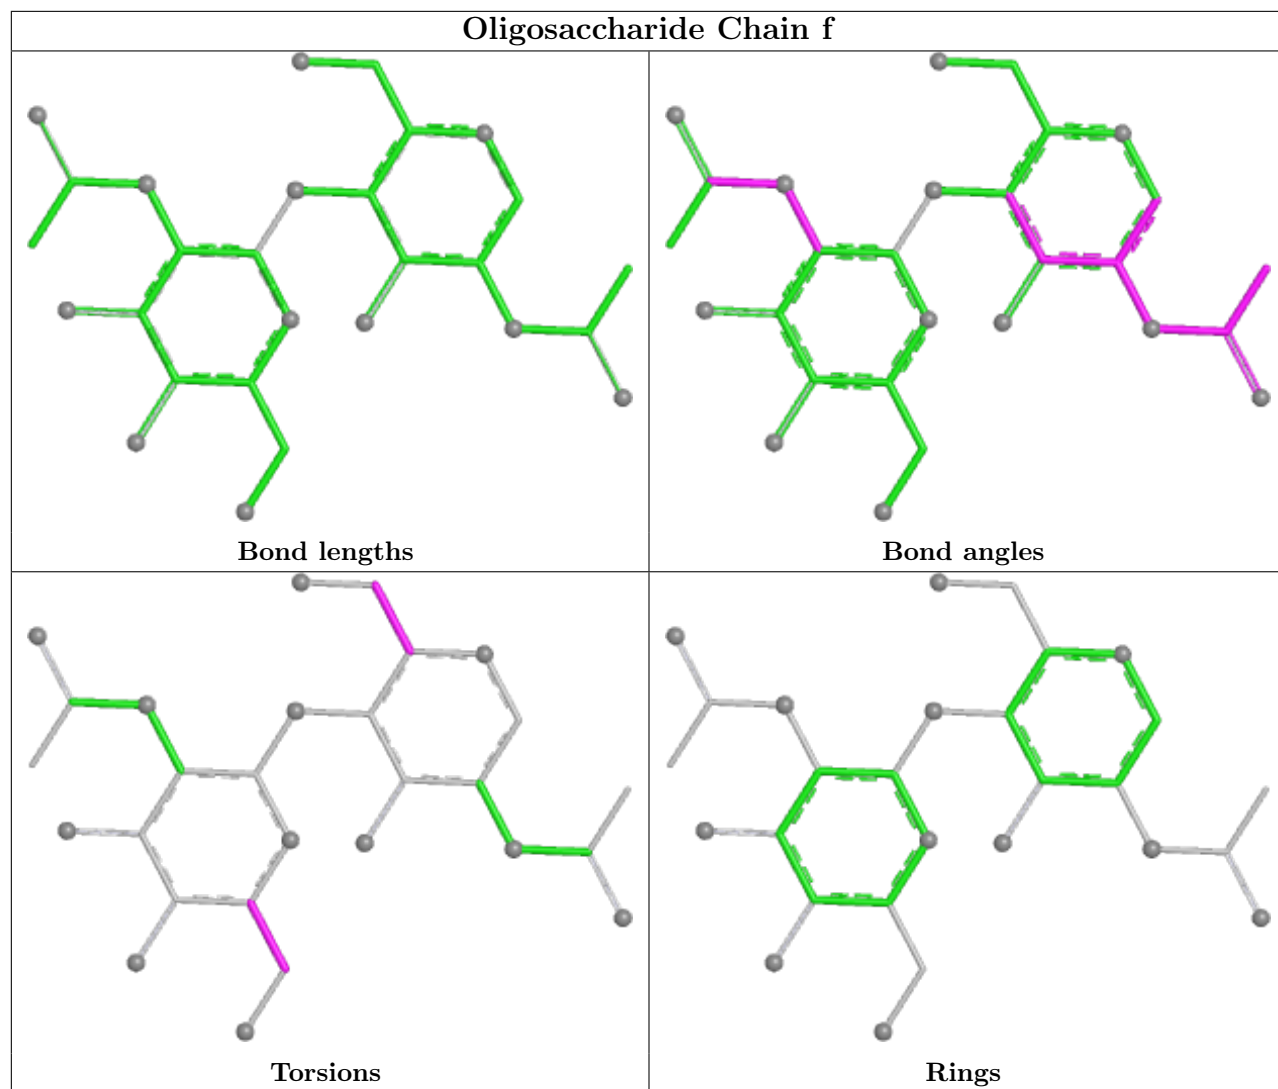 Oligosaccharide Chain f
Bond lengths
Bond angles
Torsions
Rings